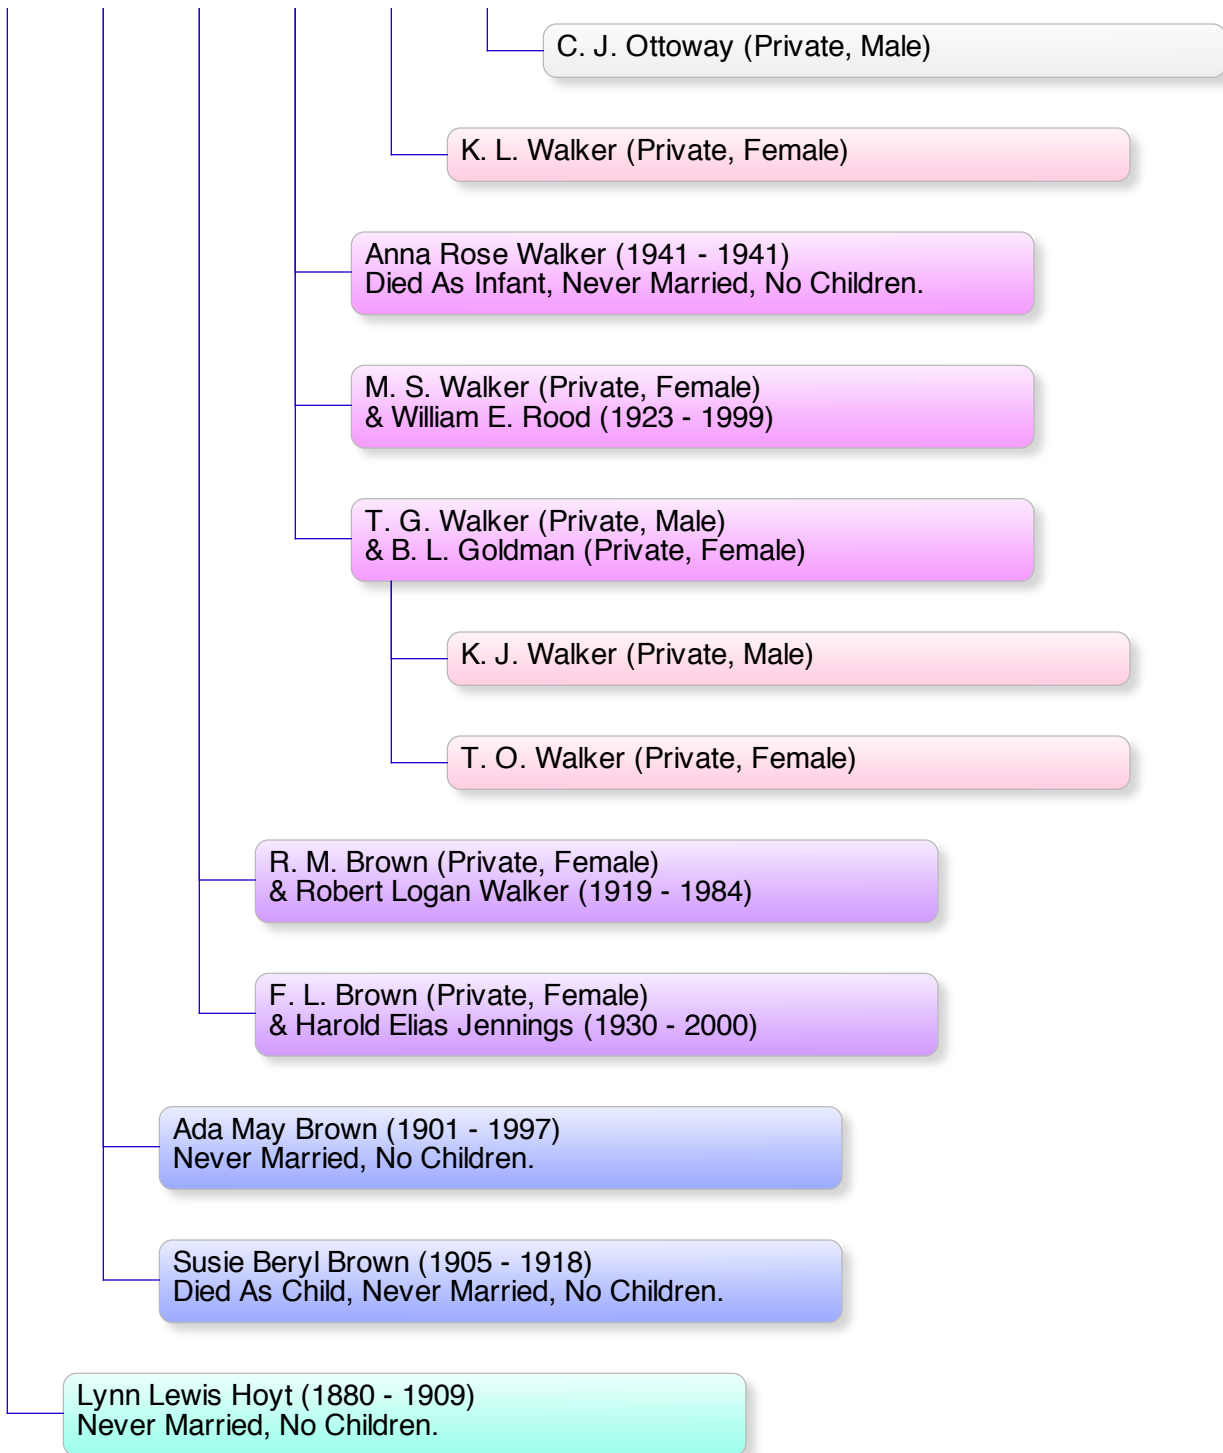 C. J. Ottoway (Private, Male)
K. L. Walker (Private, Female)
Anna Rose Walker (1941 - 1941)
Died As Infant, Never Married, No Children.
M. S. Walker (Private, Female)
& William E. Rood (1923 - 1999)
T. G. Walker (Private, Male)
& B. L. Goldman (Private, Female)
K. J. Walker (Private, Male)
T. O. Walker (Private, Female)
R. M. Brown (Private, Female)
& Robert Logan Walker (1919 - 1984)
F. L. Brown (Private, Female)
& Harold Elias Jennings (1930 - 2000)
Ada May Brown (1901 - 1997)
Never Married, No Children.
Susie Beryl Brown (1905 - 1918)
Died As Child, Never Married, No Children.
Lynn Lewis Hoyt (1880 - 1909)
Never Married, No Children.